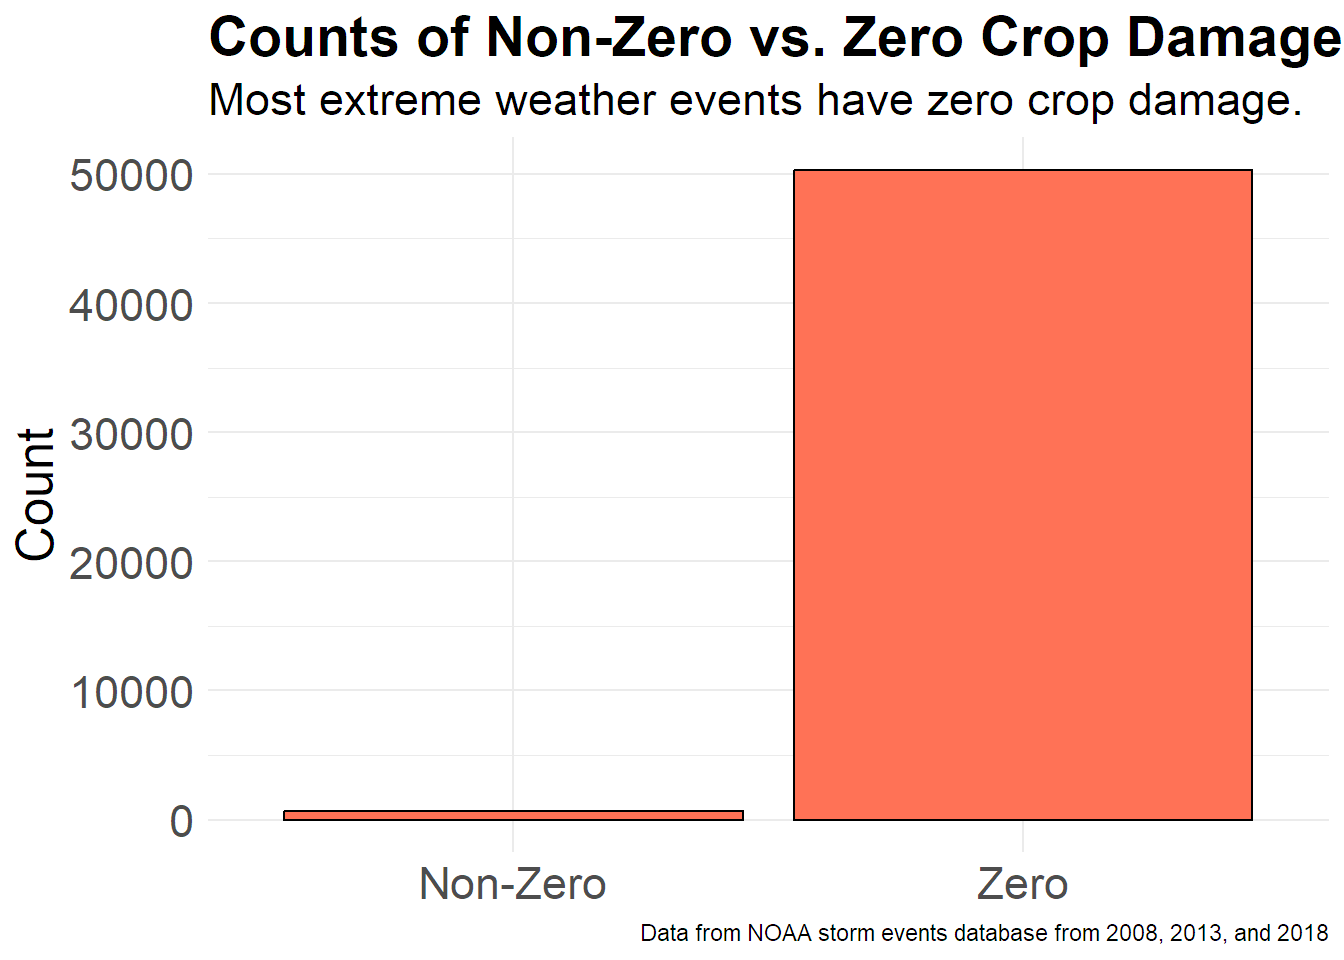 Counts of Non-Zero vs. Zero Crop Damage
Most extreme weather events have zero crop damage.
50000
40000
30000
20000
10000
0
Count
Non-Zero
Zero
Data from NOAA storm events database from 2008, 2013, and 2018